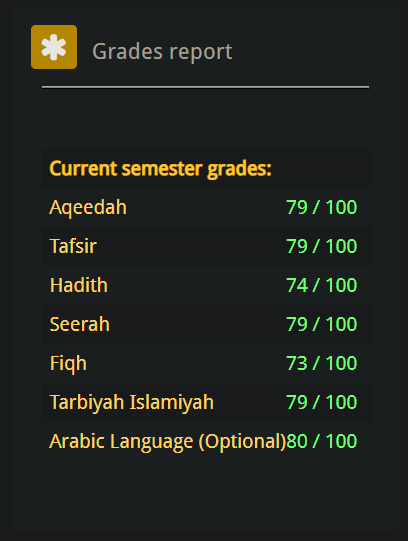 Grades report
Current semester grades:
Aqeedah 79 / 100
Tafsir 79 / 100
Hadith 74 / 100
Seerah 79 / 100
Fiqh 73 / 100
Tarbiyah Islamiyah 79 / 100
Arabic Language (Optional) 80 / 100